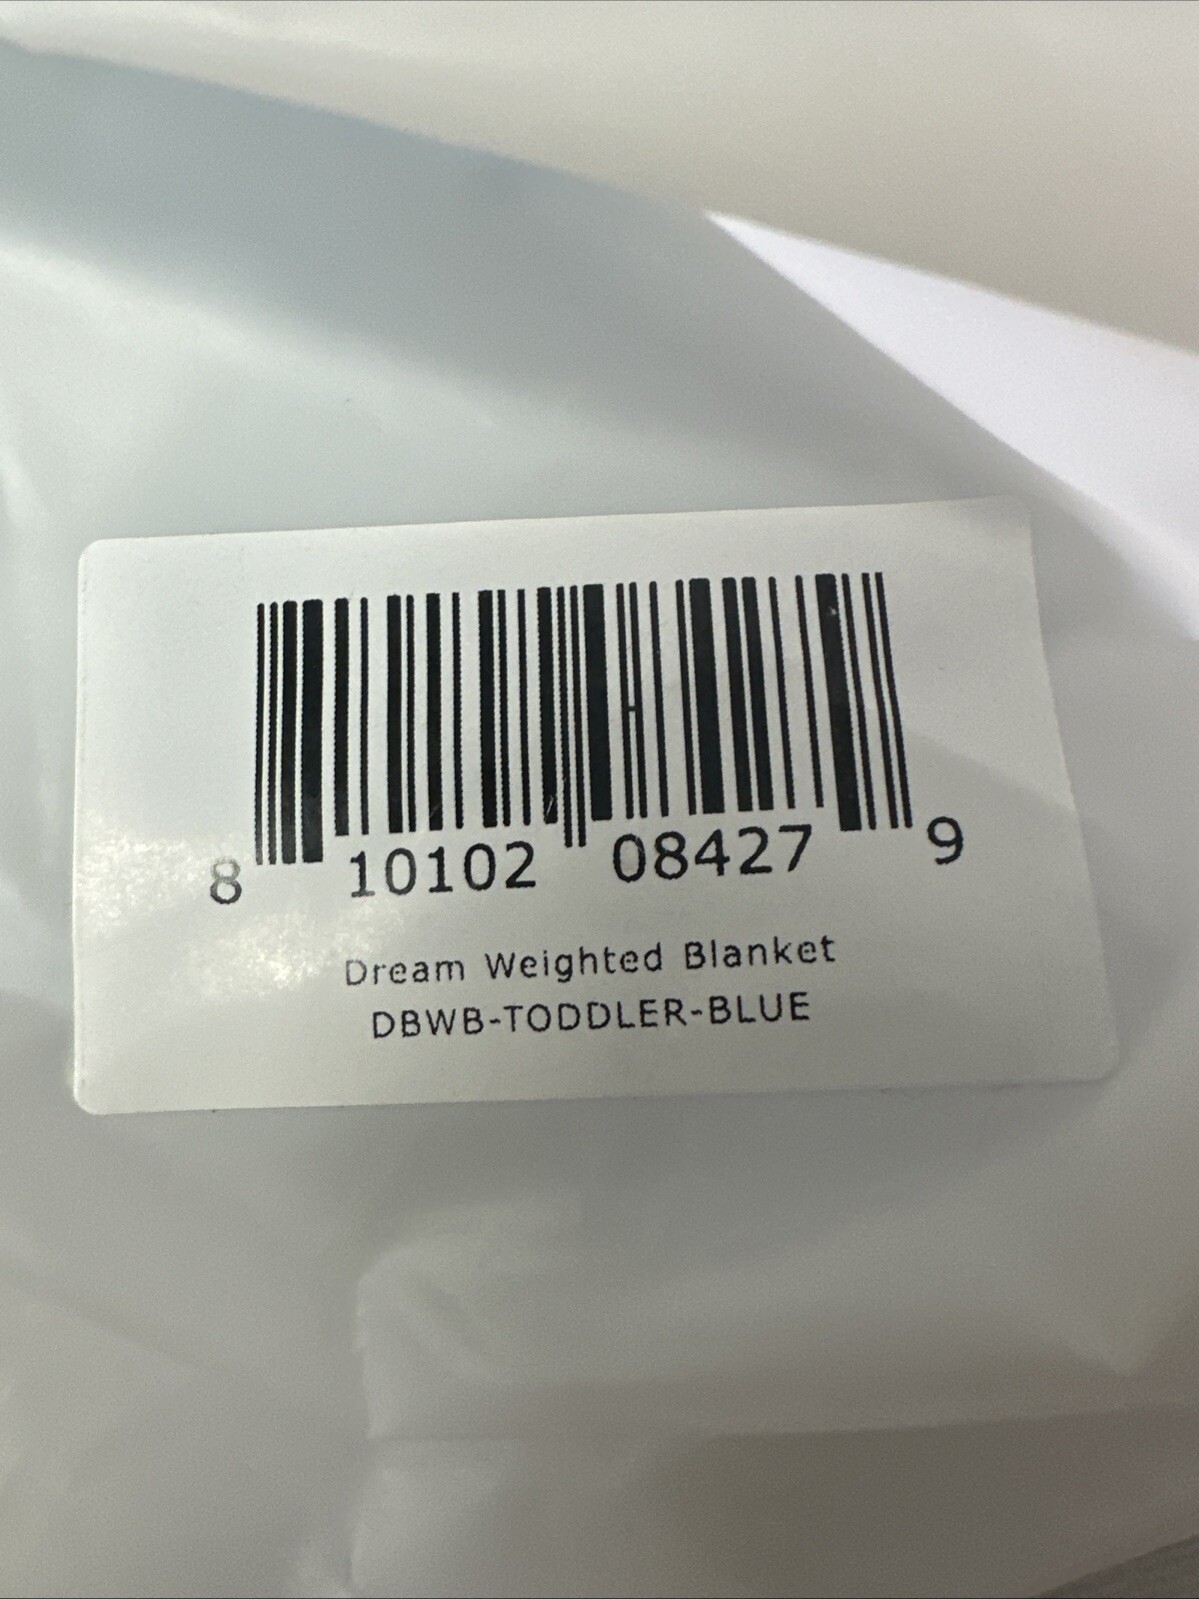 8 10102 08427 9
Dream Weighted Blanket
DBWB-TODDLER-BLUE